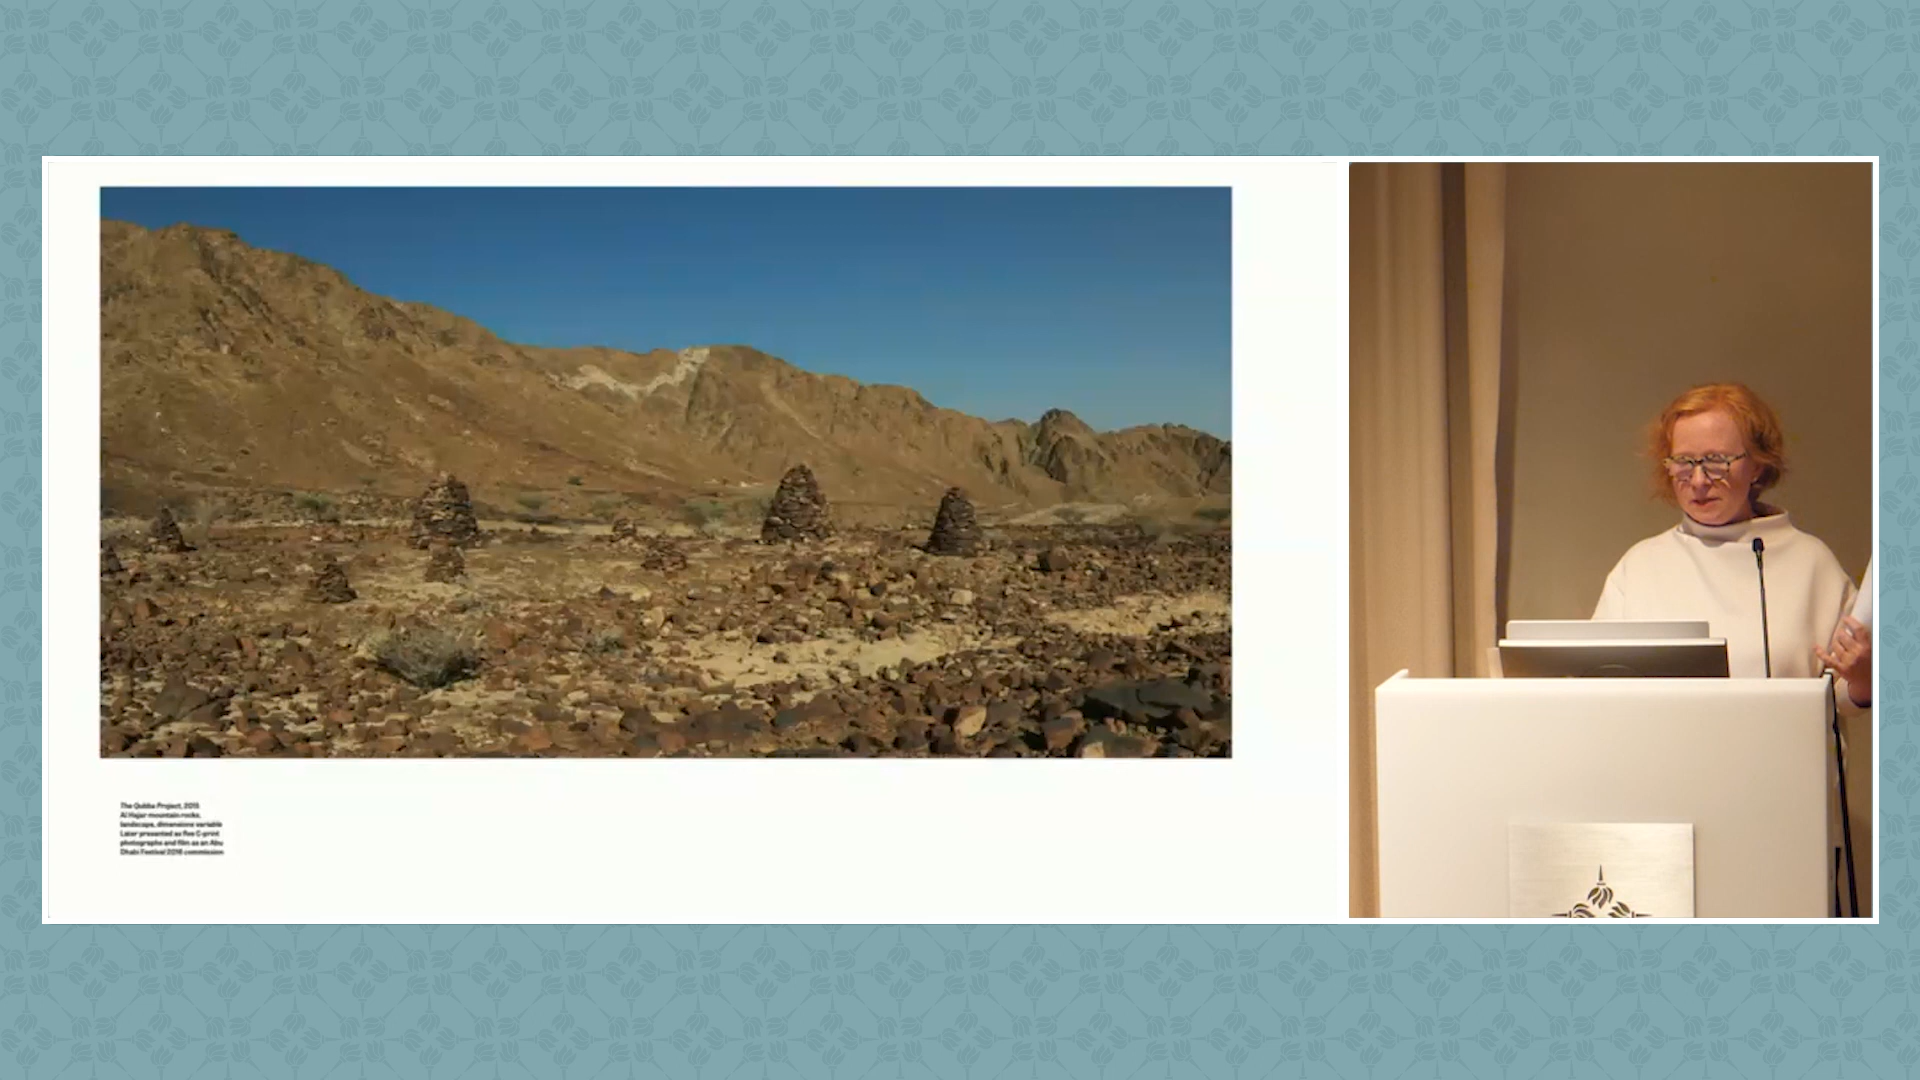 The Qubba Project, 2015
Al Hajar mountain rocks,
landscape, dimensions variable
Later presented as five C-print
photographs and film as an Abu
Dhabi Festival 2016 commission